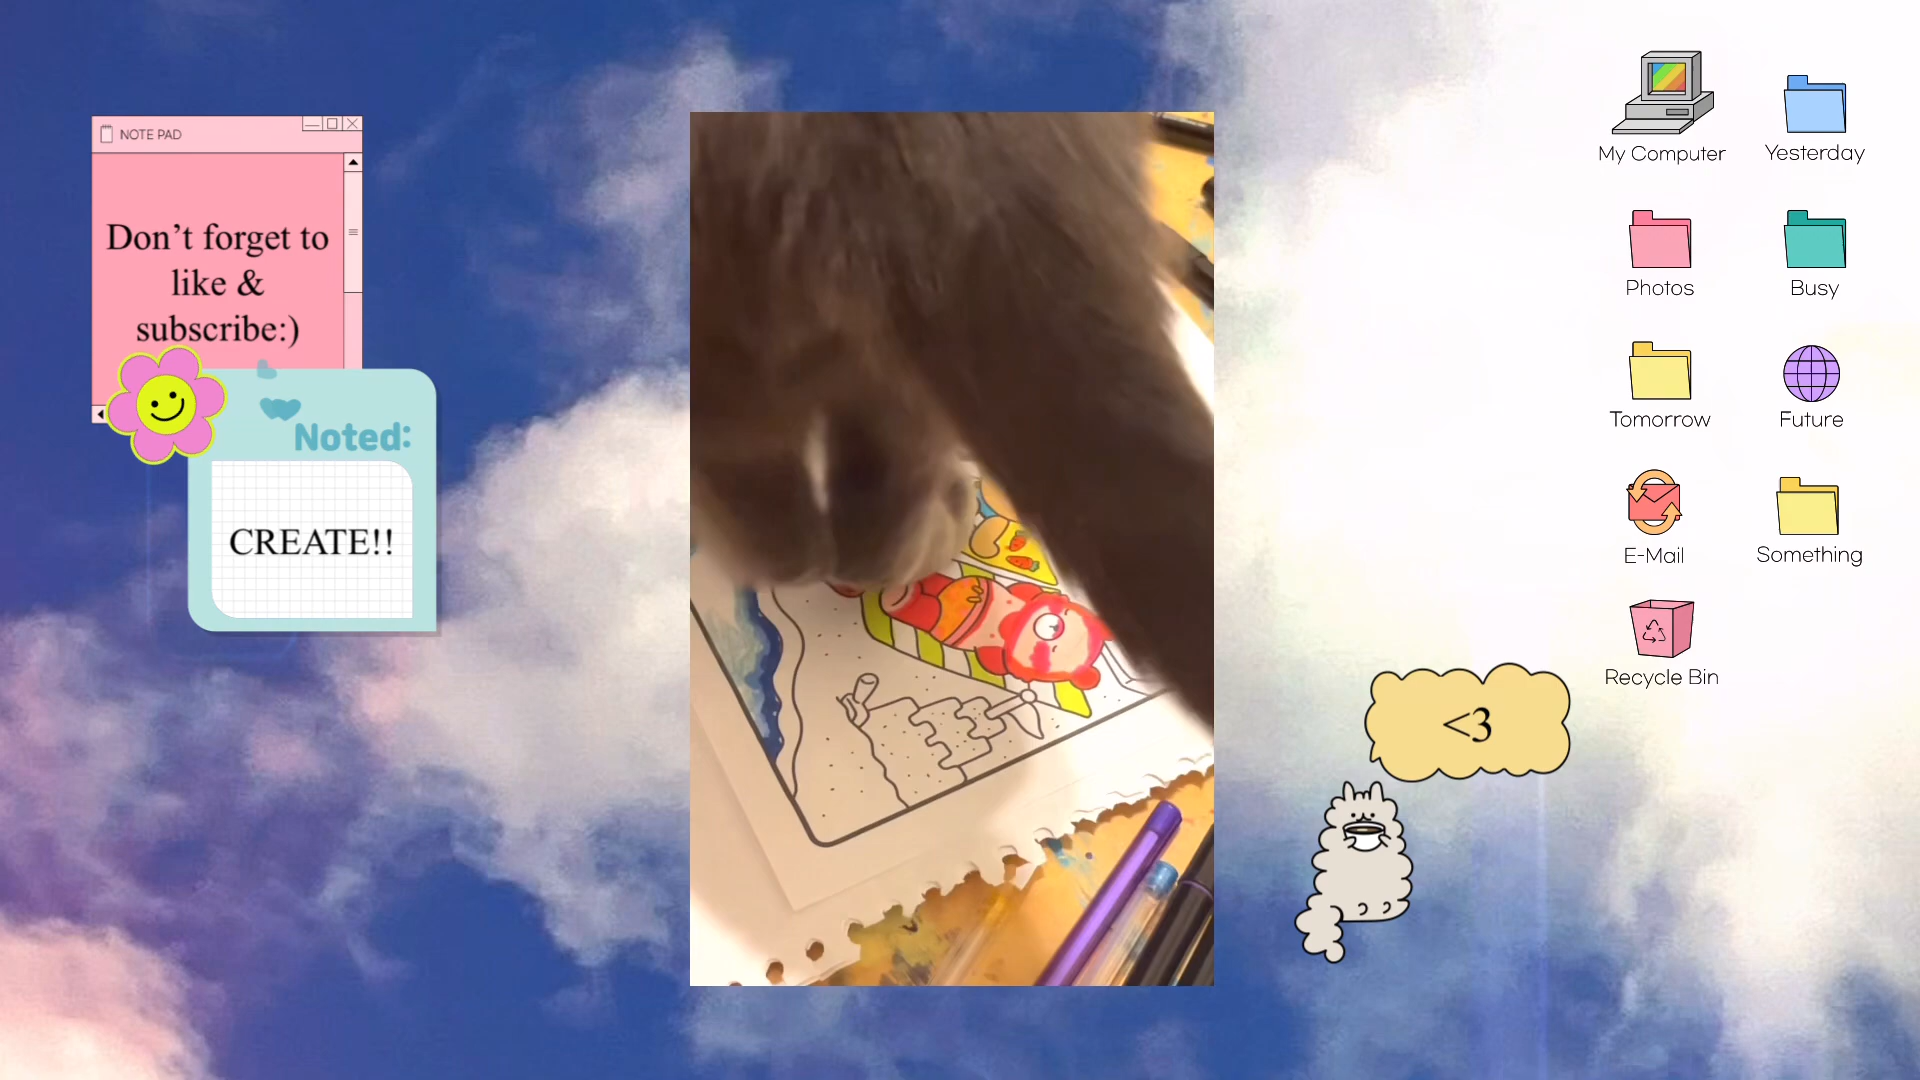 NOTE PAD
Don't forget to
like &
subscribe:)
Noted:
CREATE!!
My Computer
Yesterday
Photos
Busy
Tomorrow
Future
E-Mail
Something
Recycle Bin
<3